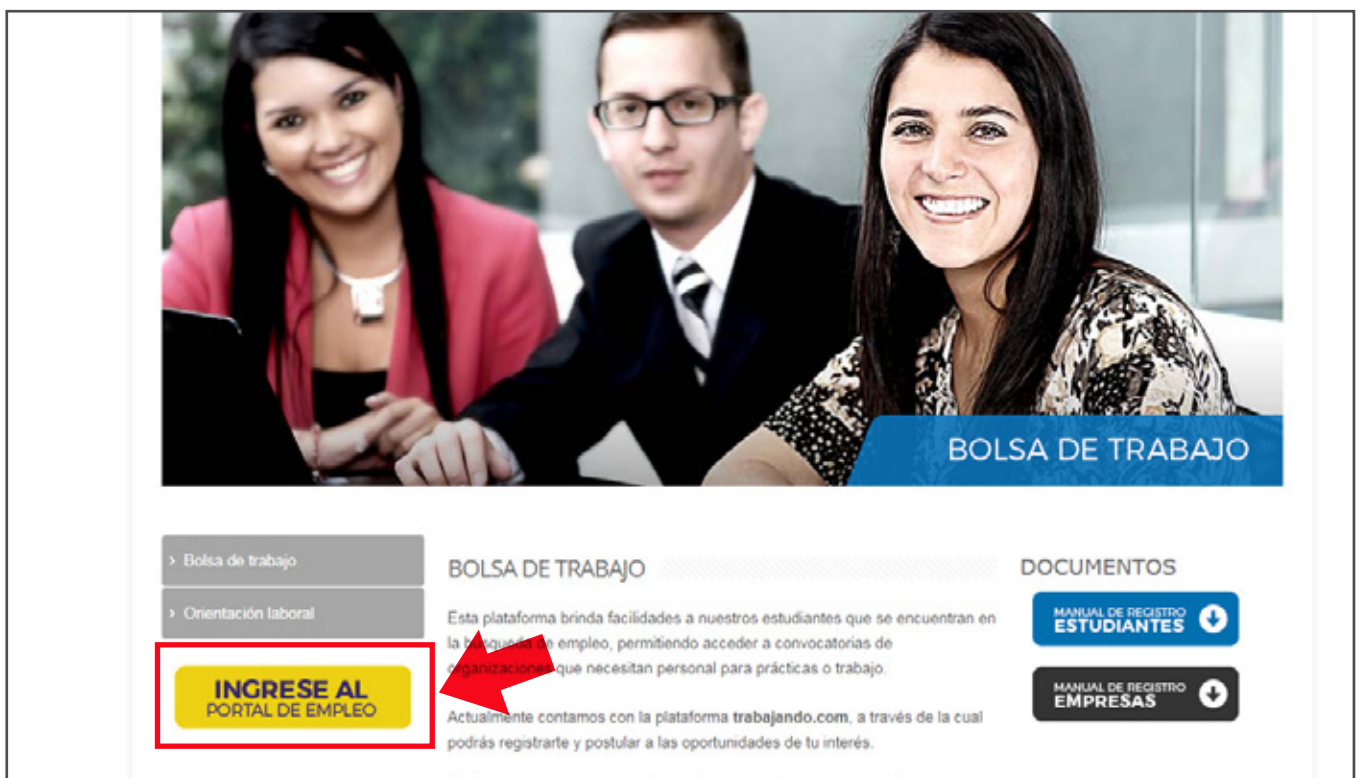 BOLSA DE TRABAJO
› Bolsa de trabajo
› Orientación laboral
INGRESE AL
PORTAL DE EMPLEO
BOLSA DE TRABAJO
Esta plataforma brinda facilidades a nuestros estudiantes que se encuentran en
la búsqueda de empleo, permitiendo acceder a convocatorias de
organizaciones que necesitan personal para prácticas o trabajo.
Actualmente contamos con la plataforma trabajando.com, a través de la cual
podrás registrarte y postular a las oportunidades de tu interés.
DOCUMENTOS
MANUAL DE REGISTRO
ESTUDIANTES
MANUAL DE REGISTRO
EMPRESAS